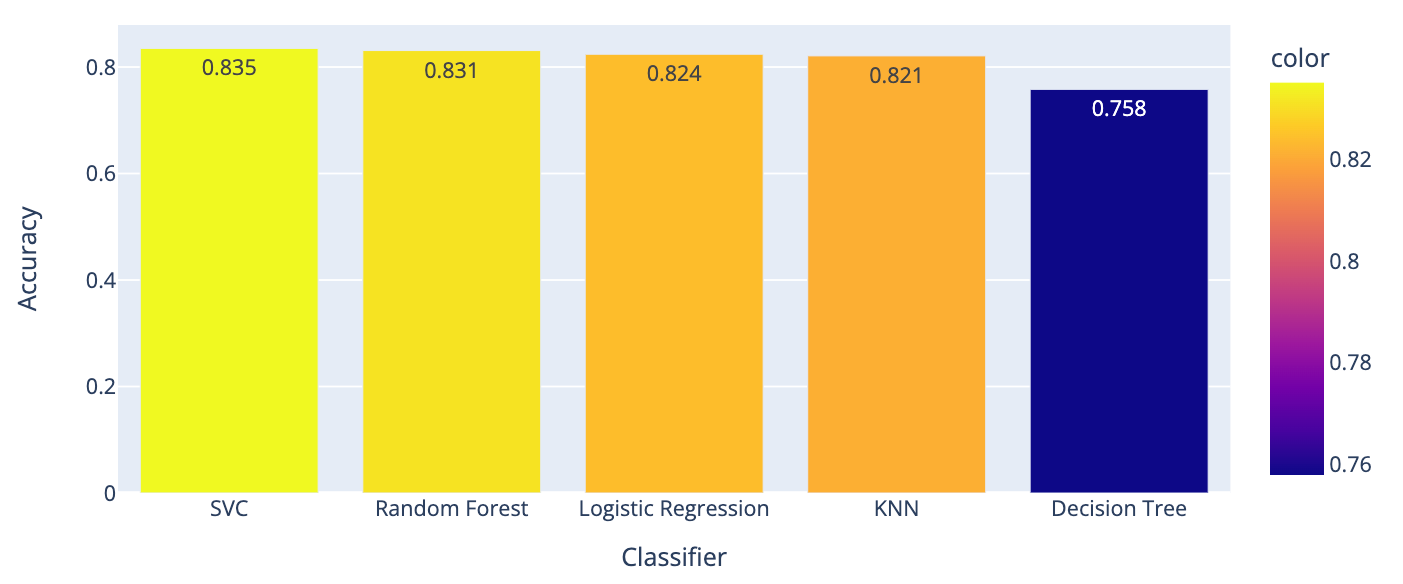 Accuracy
0.8
0.6
0.4
0.2
0
0.835
0.831
0.824
0.821
0.758
SVC
Random Forest
Logistic Regression
KNN
Decision Tree
Classifier
color
0.82
0.8
0.78
0.76